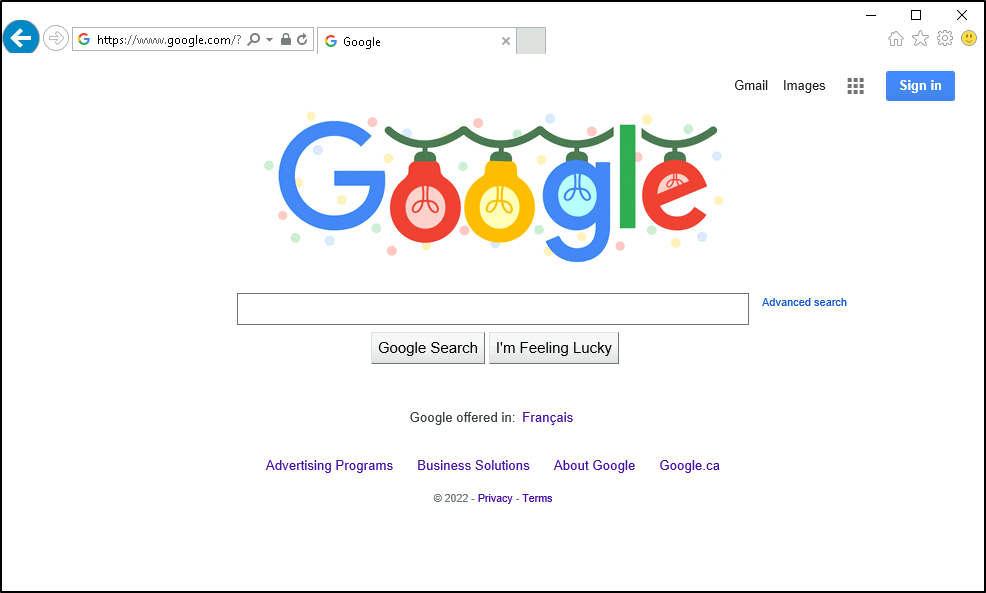 https://www.google.com/?
Google
Gmail Images Sign in
Google
Advanced search
Google Search I'm Feeling Lucky
Google offered in: Français
Advertising Programs Business Solutions About Google Google.ca
© 2022 - Privacy - Terms